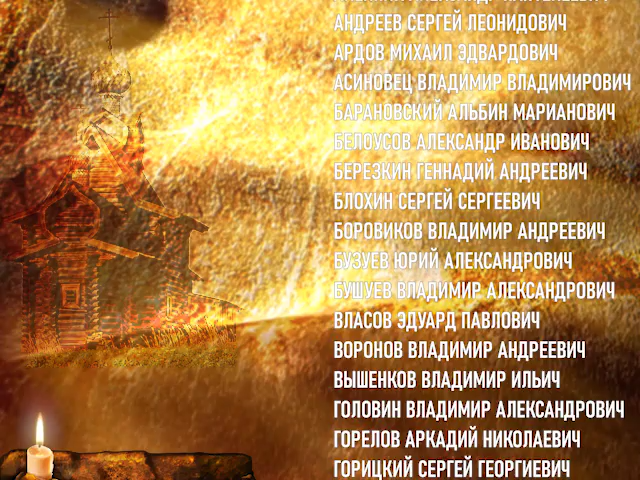 АНДРЕЕВ СЕРГЕЙ ЛЕОНИДОВИЧ
АРДОВ МИХАИЛ ЭДВАРДОВИЧ
АСИНОВЕЦ ВЛАДИМИР ВЛАДИМИРОВИЧ
БАРАНОВСКИЙ АЛЬБИН МАРИАНОВИЧ
БЕЛОУСОВ АЛЕКСАНДР ИВАНОВИЧ
БЕРЕЗКИН ГЕННАДИЙ АНДРЕЕВИЧ
БЛОХИН СЕРГЕЙ СЕРГЕЕВИЧ
БОРОВИКОВ ВЛАДИМИР АНДРЕЕВИЧ
БУЗУЕВ ЮРИЙ АЛЕКСАНДРОВИЧ
БУШУЕВ ВЛАДИМИР АЛЕКСАНДРОВИЧ
ВЛАСОВ ЭДУАРД ПАВЛОВИЧ
ВОРОНОВ ВЛАДИМИР АНДРЕЕВИЧ
ВЫШЕНКОВ ВЛАДИМИР ИЛЬИЧ
ГОЛОВИН ВЛАДИМИР АЛЕКСАНДРОВИЧ
ГОРЕЛОВ АРКАДИЙ НИКОЛАЕВИЧ
ГОРИЦКИЙ СЕРГЕЙ ГЕОРГИЕВИЧ